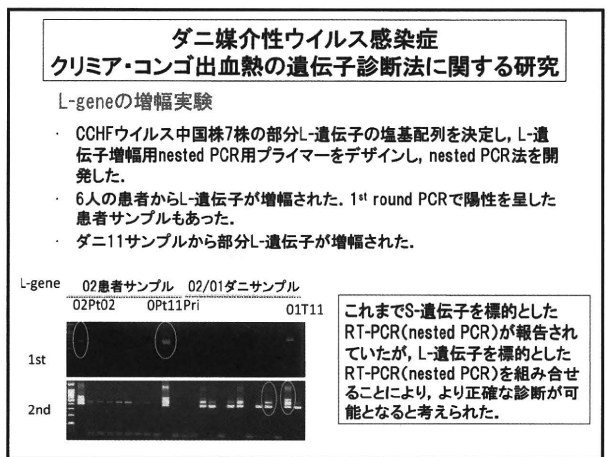 ダニ媒介性ウイルス感染症
クリミア・コンゴ出血熱の遺伝子診断法に関する研究
L-geneの増幅実験
・ CCHFウイルス中国株7株の部分L-遺伝子の塩基配列を決定し, L-遺
伝子増幅用nested PCR用プライマーをデザインし, nested PCR法を開
発した.
・ 6人の患者からL-遺伝子が増幅された. 1st round PCRで陽性を呈した
患者サンプルもあった.
・ ダニ11サンプルから部分L-遺伝子が増幅された.
L-gene 02患者サンプル 02/01ダニサンプル
02Pt02 0Pt11Pri 01T11
1st
2nd
これまでS-遺伝子を標的とした
RT-PCR(nested PCR)が報告され
ていたが, L-遺伝子を標的とした
RT-PCR(nested PCR)を組み合せ
ることにより, より正確な診断が可
能となると考えられた.